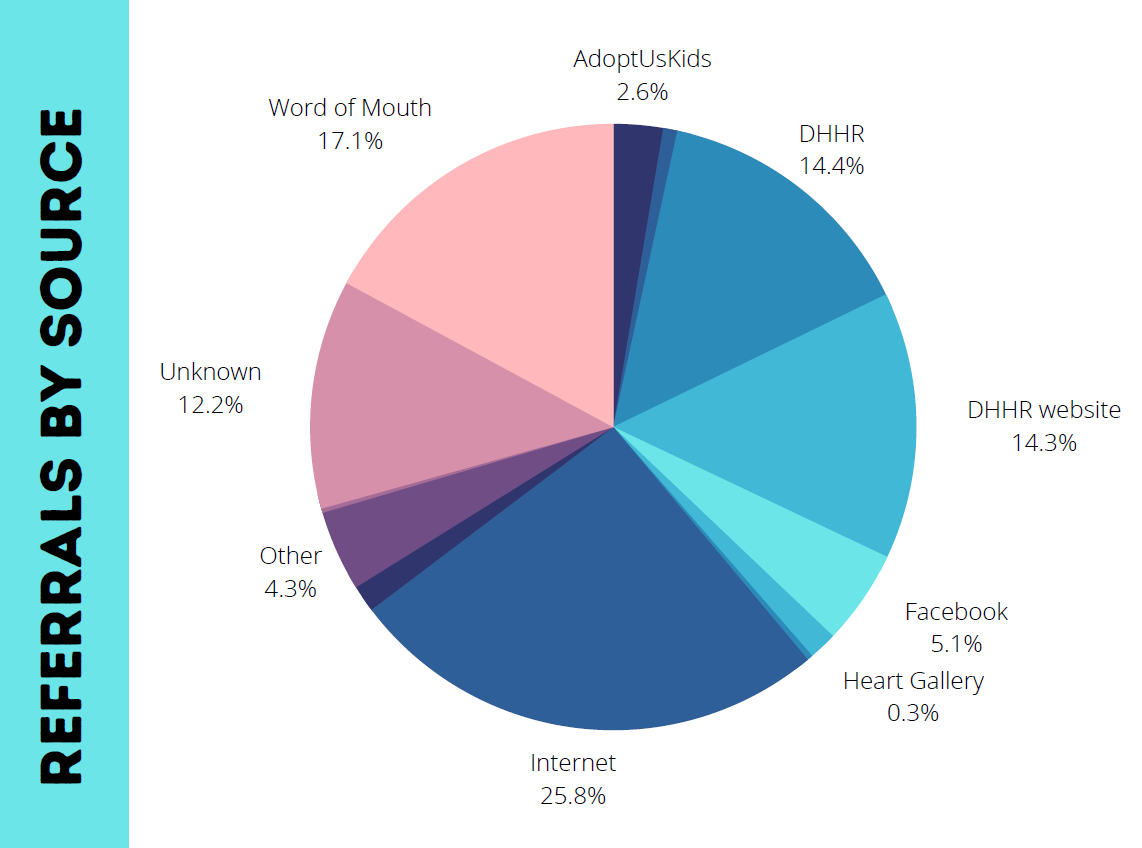 REFERRALS BY SOURCE
AdoptUsKids
2.6%
DHHR
14.4%
DHHR website
14.3%
Facebook
5.1%
Heart Gallery
0.3%
Internet
25.8%
Other
4.3%
Unknown
12.2%
Word of Mouth
17.1%